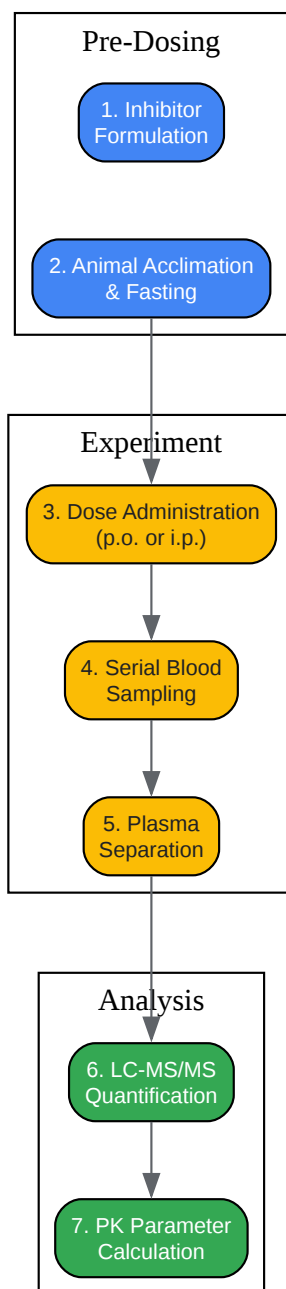 Pre-Dosing
1. Inhibitor
Formulation
2. Animal Acclimation
& Fasting
Experiment
3. Dose Administration
(p.o. or i.p.)
4. Serial Blood
Sampling
5. Plasma
Separation
Analysis
6. LC-MS/MS
Quantification
7. PK Parameter
Calculation